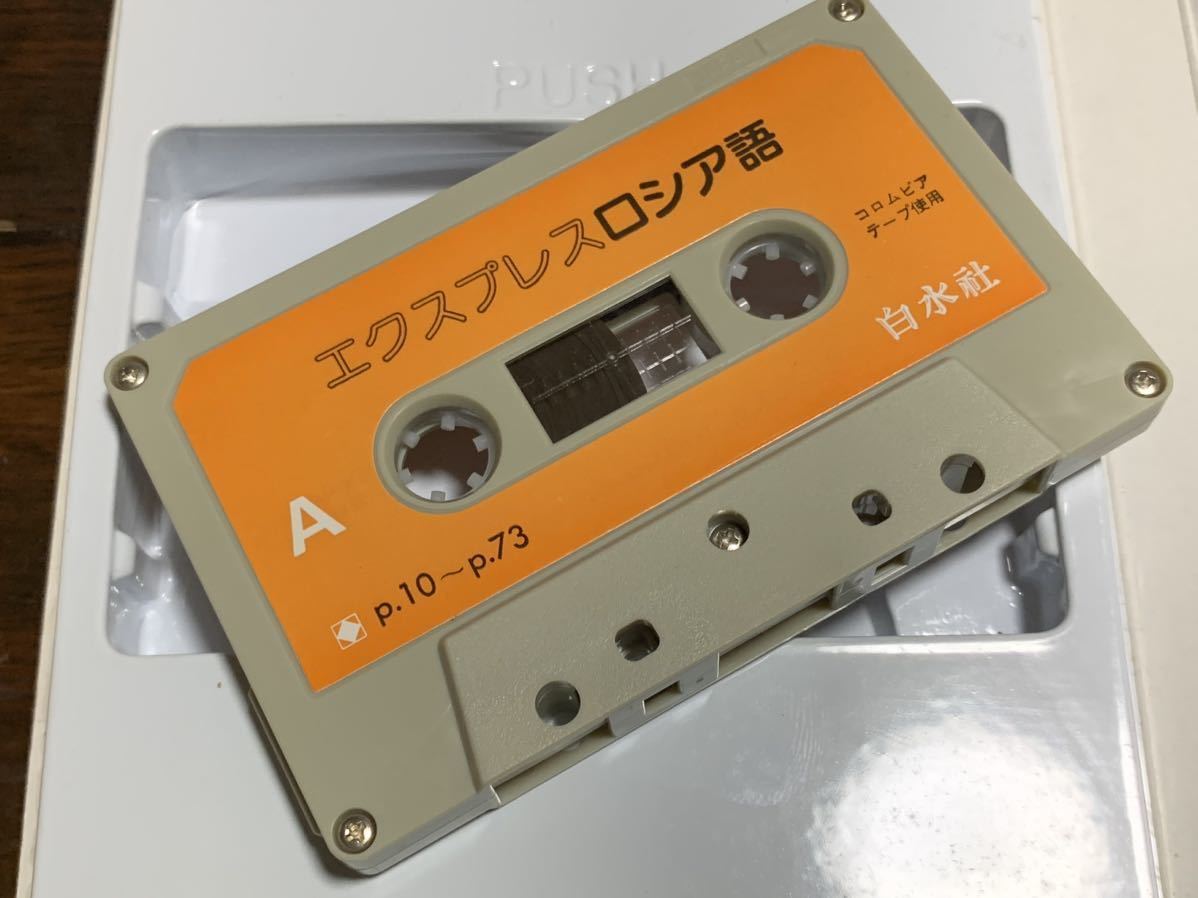 PUSH
エクスプレスロシア語
コロムビア
テープ使用
白水社
A
p.10〜p.73